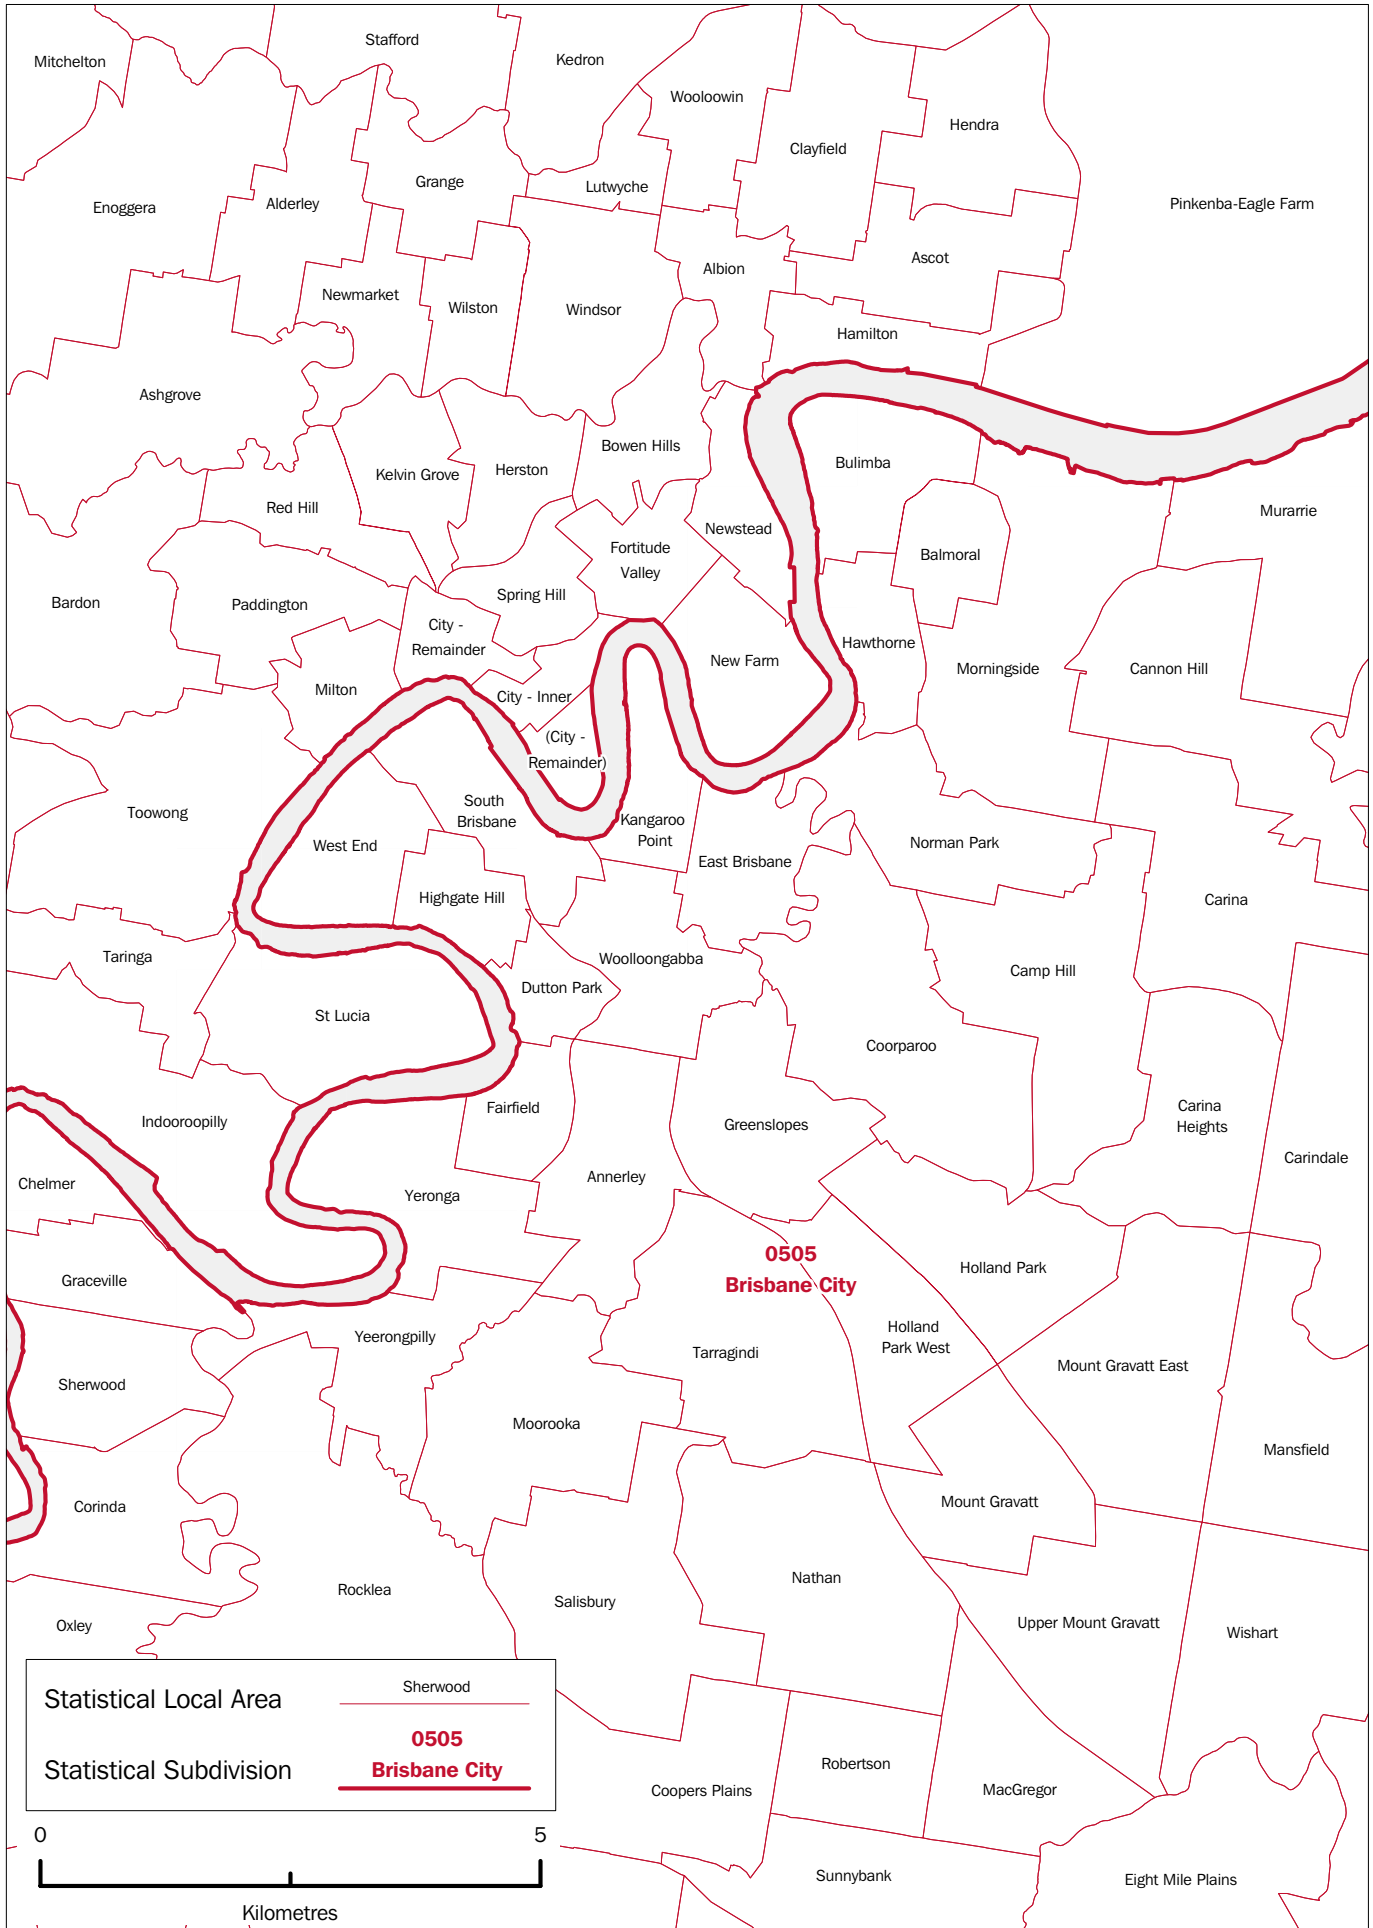 Stafford
Kedron
Mitchelton
Wooloowin
Hendra
Clayfield
Grange
Lutwyche
Enoggera
Alderley
Pinkenba-Eagle Farm
Ascot
Albion
Newmarket
Wilston
Windsor
Hamilton
Ashgrove
Bowen Hills
Bulimba
Kelvin Grove
Herston
Red Hill
Murarrie
Newstead
Fortitude
Valley
Balmoral
Bardon
Paddington
Spring Hill
City -
Remainder
Hawthorne
New Farm
Morningside
Cannon Hill
Milton
City - Inner
(City -
Remainder)
Toowong
South
Brisbane
Kangaroo
Point
West End
Norman Park
East Brisbane
Highgate Hill
Carina
Taringa
Woolloongabba
Camp Hill
Dutton Park
St Lucia
Coorparoo
Fairfield
Indooroopilly
Greenslopes
Carina
Heights
Carindale
Chelmer
Annerley
Yeronga
0505
Brisbane City
Holland Park
Graceville
Holland
Park West
Yeerongpilly
Tarragindi
Mount Gravatt East
Sherwood
Moorooka
Mansfield
Corinda
Mount Gravatt
Nathan
Rocklea
Salisbury
Oxley
Upper Mount Gravatt
Wishart
Statistical Local Area
Sherwood
0505
Brisbane City
Statistical Subdivision
Robertson
Coopers Plains
MacGregor
0
5
Kilometres
Sunnybank
Eight Mile Plains